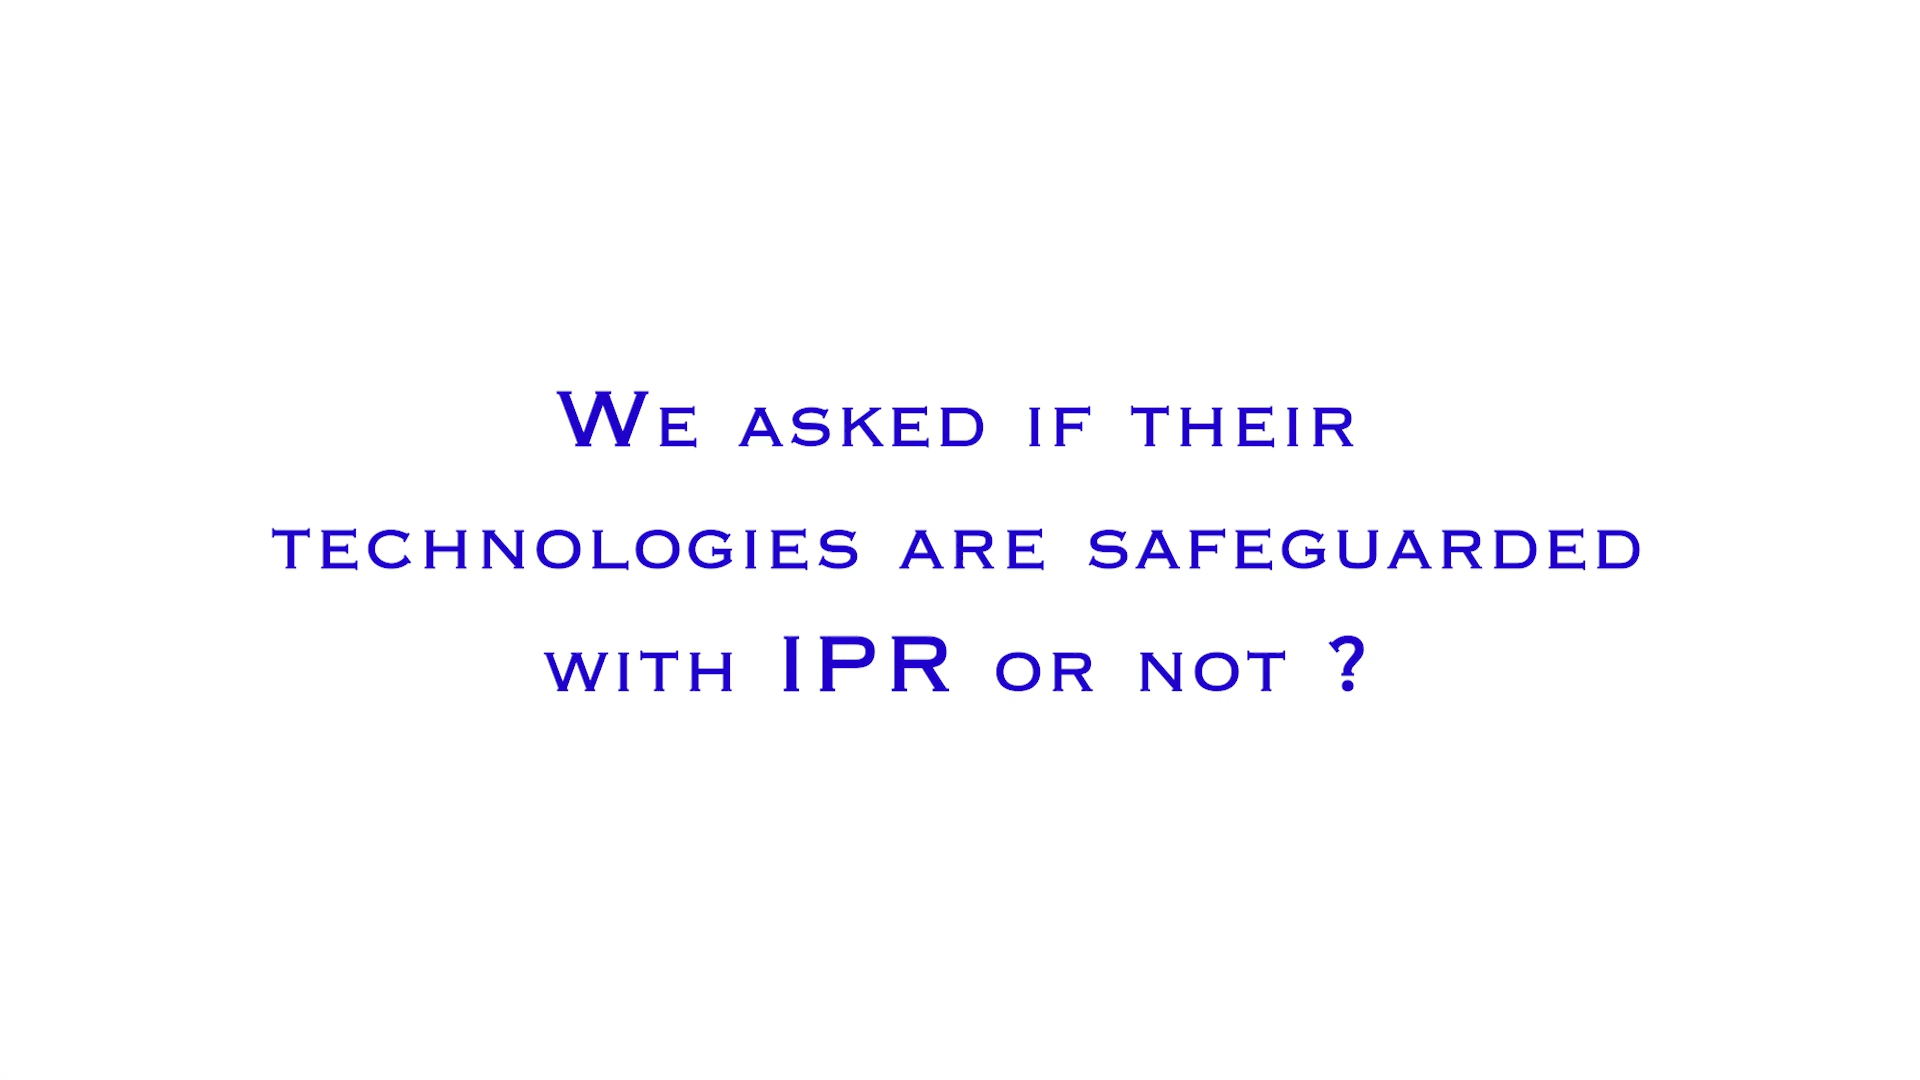 We asked if their
technologies are safeguarded
with IPR or not ?